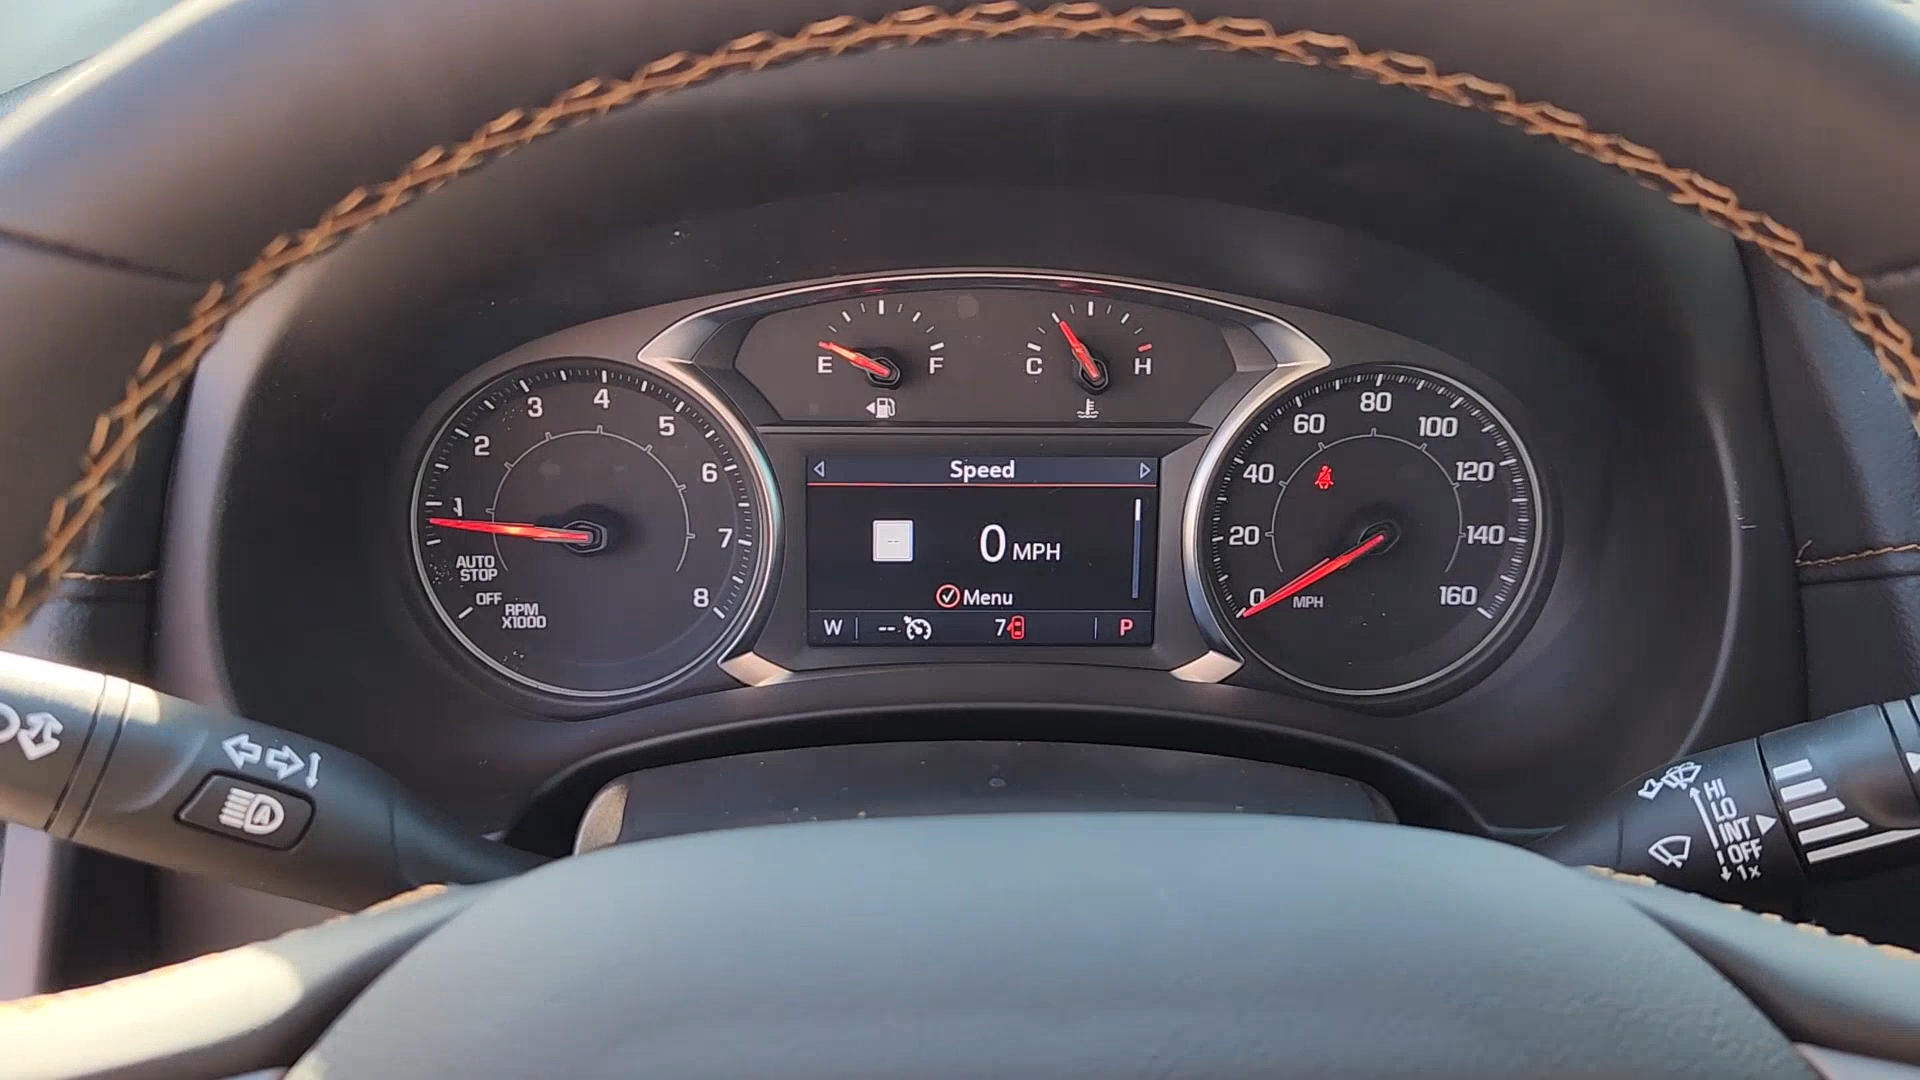 E F
C H
1 2 3 4 5 6 7 8
AUTO
STOP
OFF
RPM
X1000
Speed
--
0 MPH
Menu
W -- 7 P
0 20 40 60 80 100 120 140 160
MPH
A
HI
LO
INT
OFF
1x